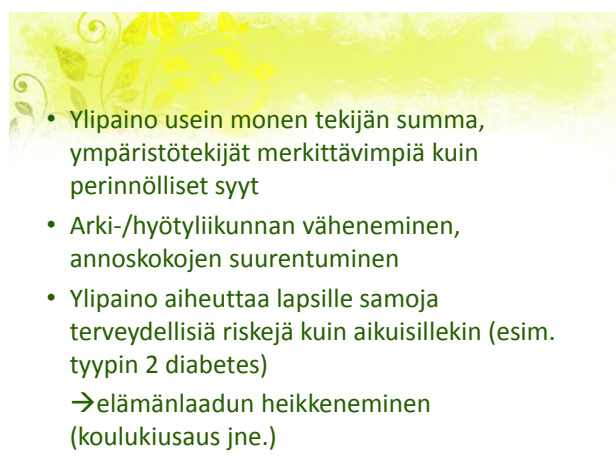 • Ylipaino usein monen tekijän summa,
ympäristötekijät merkittävimpiä kuin
perinnölliset syyt
• Arki-/hyötyliikunnan väheneminen,
annoskokojen suurentuminen
• Ylipaino aiheuttaa lapsille samoja
terveydellisiä riskejä kuin aikuisillekin (esim.
tyypin 2 diabetes)
→elämänlaadun heikkeneminen
(koulukiusaus jne.)